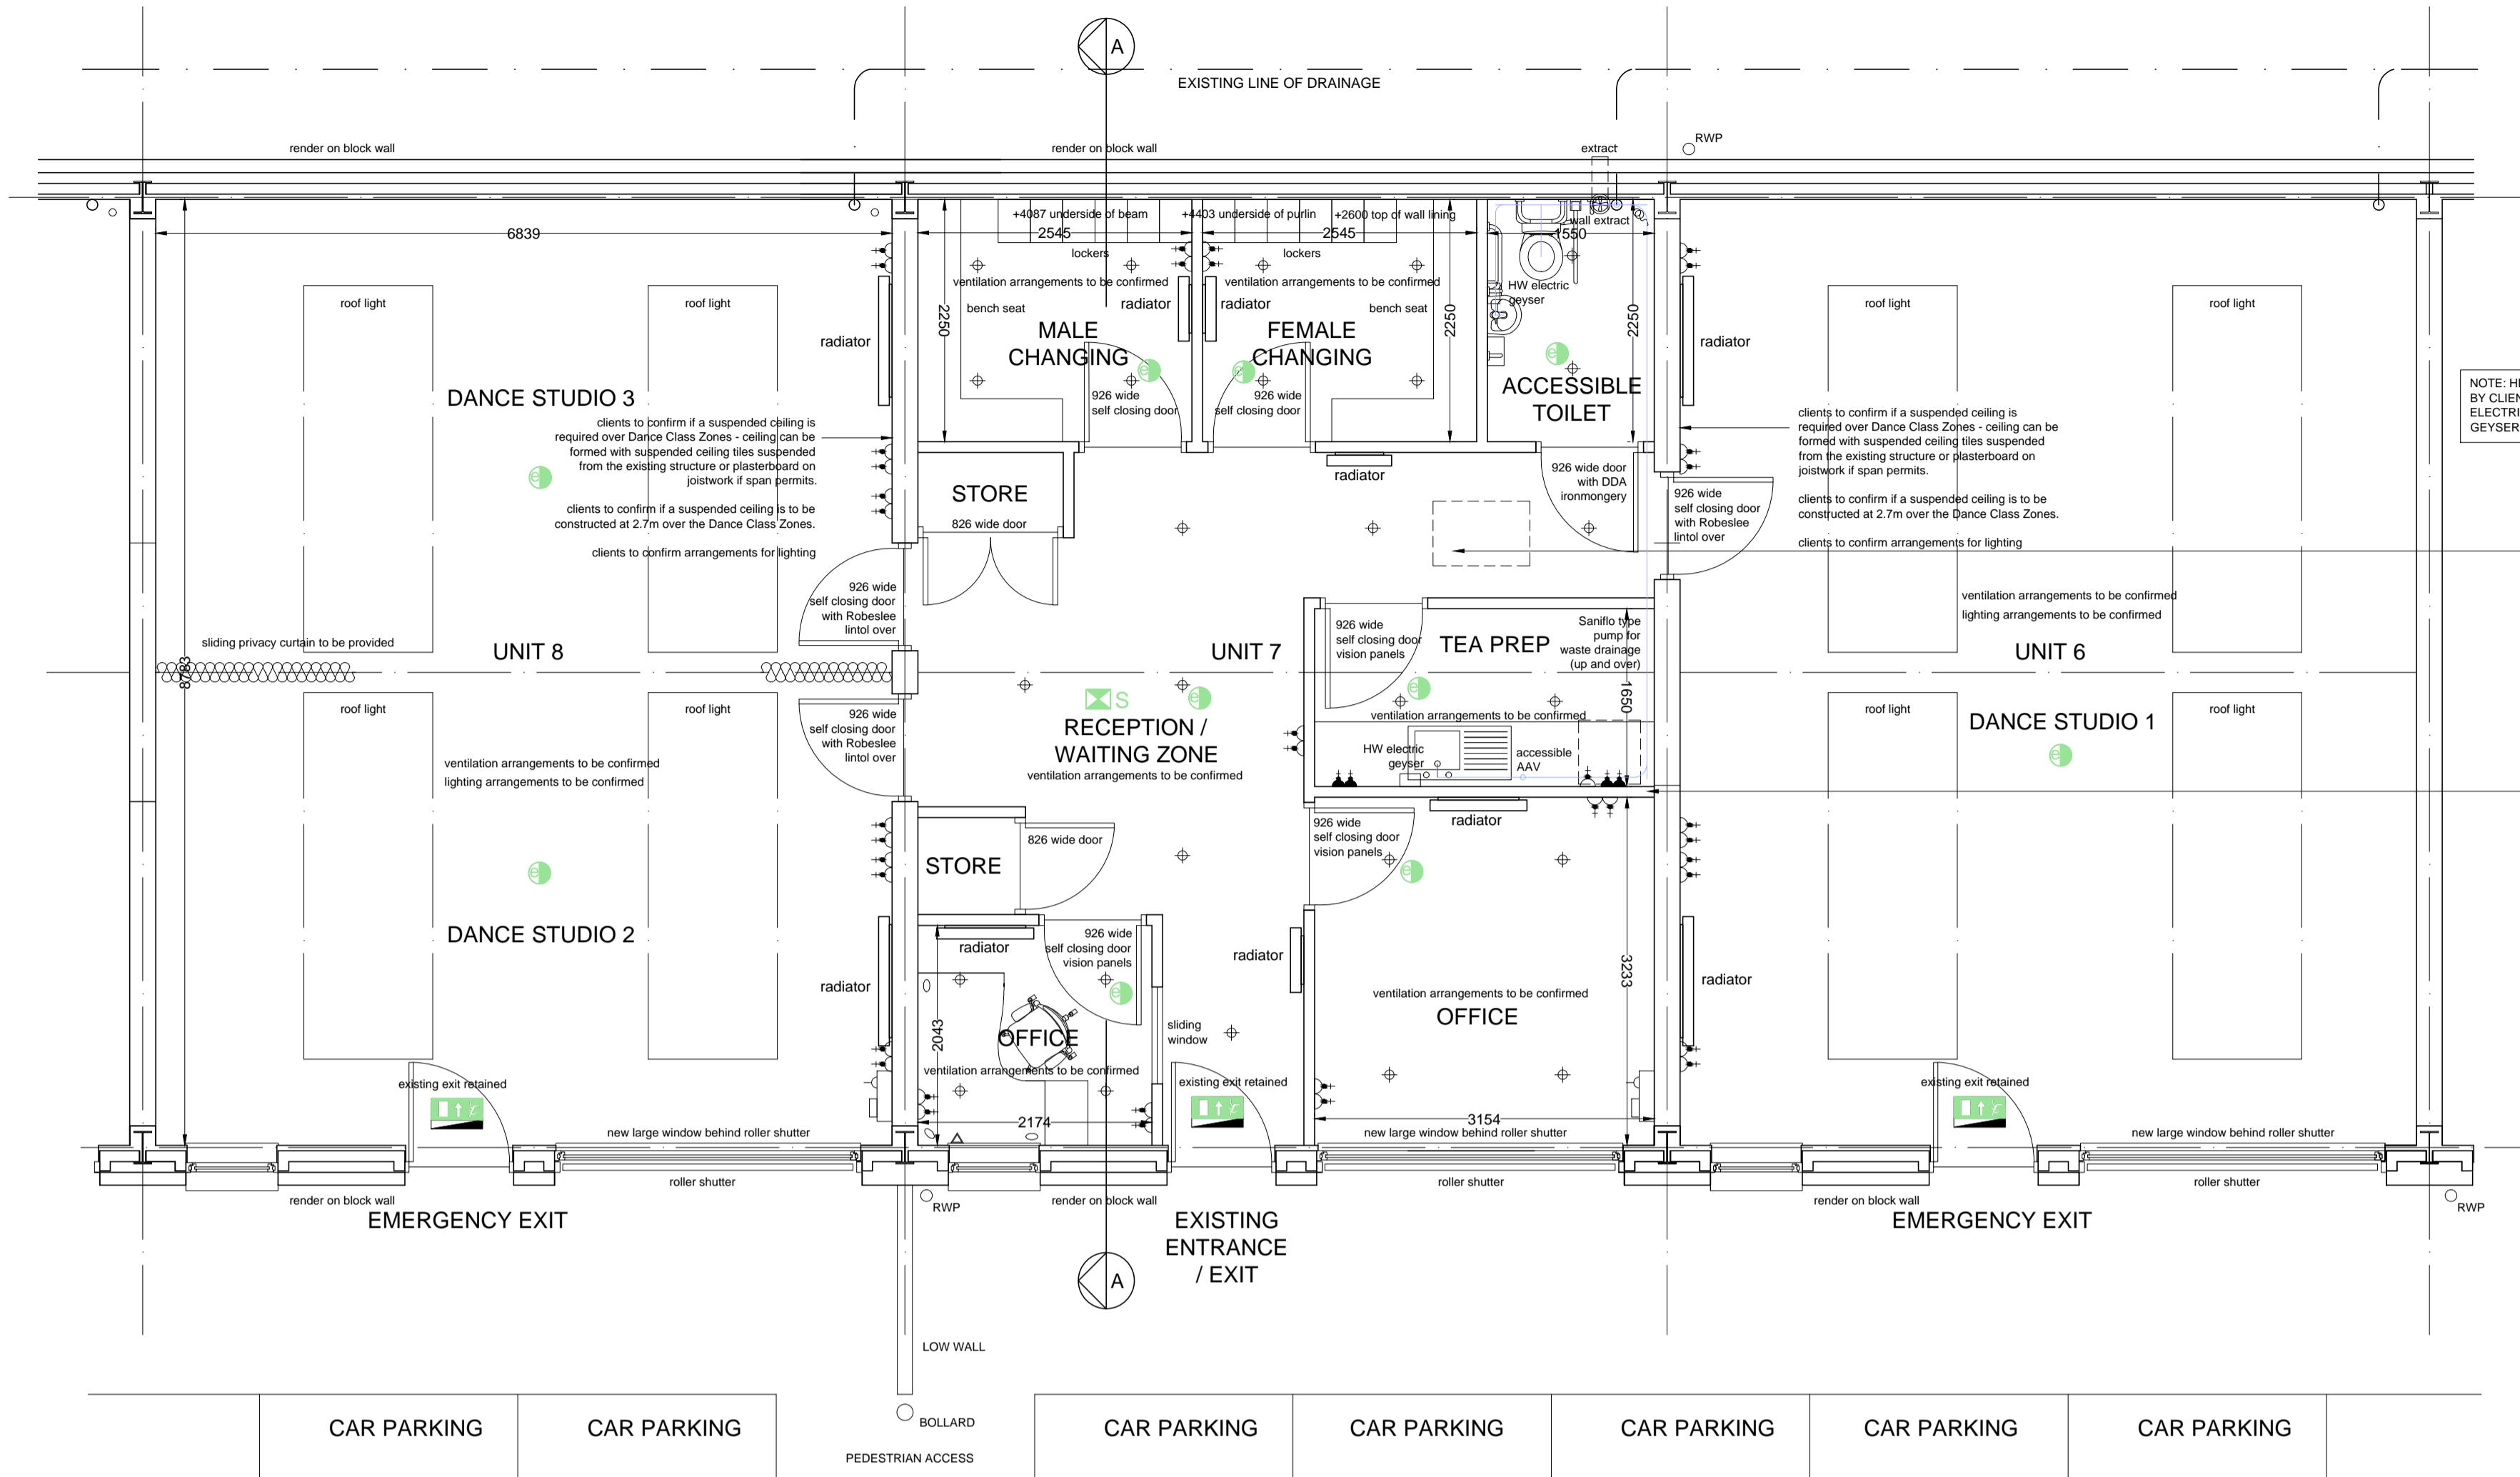 A
EXISTING LINE OF DRAINAGE
RWP
render on block wall
render on block wall
extract
+4087 underside of beam
+4403 underside of purlin
+2600 top of wall lining
wall extract
6839
2545
2545
1550
lockers
lockers
ventilation arrangements to be confirmed
ventilation arrangements to be confirmed
HW electric
geyser
roof light
roof light
roof light
roof light
radiator
radiator
bench seat
bench seat
2250
2250
2250
MALE
CHANGING
FEMALE
CHANGING
radiator
radiator
ACCESSIBLE
TOILET
926 wide
self closing door
926 wide
self closing door
NOTE: H
BY CLIEN
ELECTRI
GEYSER
DANCE STUDIO 3
clients to confirm if a suspended ceiling is
required over Dance Class Zones - ceiling can be
formed with suspended ceiling tiles suspended
from the existing structure or plasterboard on
joistwork if span permits.
clients to confirm if a suspended ceiling is to be
constructed at 2.7m over the Dance Class Zones.
clients to confirm arrangements for lighting
clients to confirm if a suspended ceiling is
required over Dance Class Zones - ceiling can be
formed with suspended ceiling tiles suspended
from the existing structure or plasterboard on
joistwork if span permits.
clients to confirm if a suspended ceiling is to be
constructed at 2.7m over the Dance Class Zones.
clients to confirm arrangements for lighting
STORE
826 wide door
radiator
926 wide door
with DDA
ironmongery
926 wide
self closing door
with Robeslee
lintol over
926 wide
self closing door
with Robeslee
lintol over
ventilation arrangements to be confirmed
lighting arrangements to be confirmed
sliding privacy curtain to be provided
UNIT 8
UNIT 7
UNIT 6
926 wide
self closing door
vision panels
TEA PREP
Saniflo type
pump for
waste drainage
(up and over)
1650
8783
roof light
roof light
roof light
roof light
926 wide
self closing door
with Robeslee
lintol over
S
RECEPTION /
WAITING ZONE
ventilation arrangements to be confirmed
ventilation arrangements to be confirmed
HW electric
geyser
accessible
AAV
DANCE STUDIO 1
ventilation arrangements to be confirmed
lighting arrangements to be confirmed
926 wide
self closing door
vision panels
radiator
STORE
826 wide door
DANCE STUDIO 2
radiator
radiator
926 wide
self closing door
vision panels
radiator
3233
radiator
2043
OFFICE
ventilation arrangements to be confirmed
sliding
window
ventilation arrangements to be confirmed
OFFICE
existing exit retained
existing exit retained
existing exit retained
2174
3154
new large window behind roller shutter
new large window behind roller shutter
new large window behind roller shutter
roller shutter
roller shutter
roller shutter
render on block wall
render on block wall
render on block wall
RWP
RWP
EMERGENCY EXIT
EXISTING
ENTRANCE
/ EXIT
EMERGENCY EXIT
A
LOW WALL
BOLLARD
PEDESTRIAN ACCESS
CAR PARKING
CAR PARKING
CAR PARKING
CAR PARKING
CAR PARKING
CAR PARKING
CAR PARKING